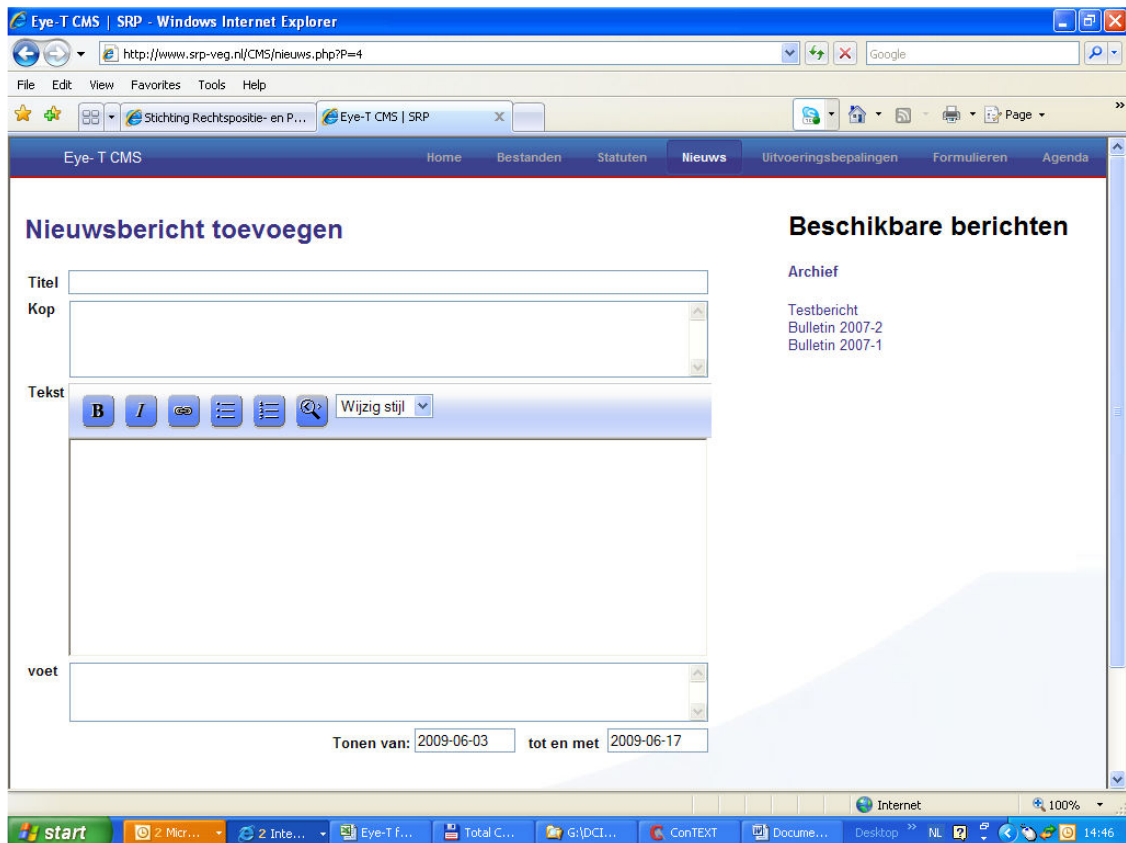 Eye-T CMS | SRP - Windows Internet Explorer
http://www.srp-veg.nl/CMS/nieuws.php?P=4
Google
File Edit View Favorites Tools Help
Stichting Rechtspositie- en P... Eye-T CMS | SRP Page
Eye- T CMS Home Bestanden Statuten Nieuws Uitvoeringsbepalingen Formulieren Agenda
Nieuwsbericht toevoegen
Titel
Kop
Tekst
B I Wijzig stijl
voet
Tonen van: 2009-06-03 tot en met 2009-06-17
Beschikbare berichten
Archief
Testbericht
Bulletin 2007-2
Bulletin 2007-1
Internet 100%
start 2 Micr... 2 Inte... Eye-T f... Total C... G:\DCI... ConTEXT Docume... Desktop NL 14:46